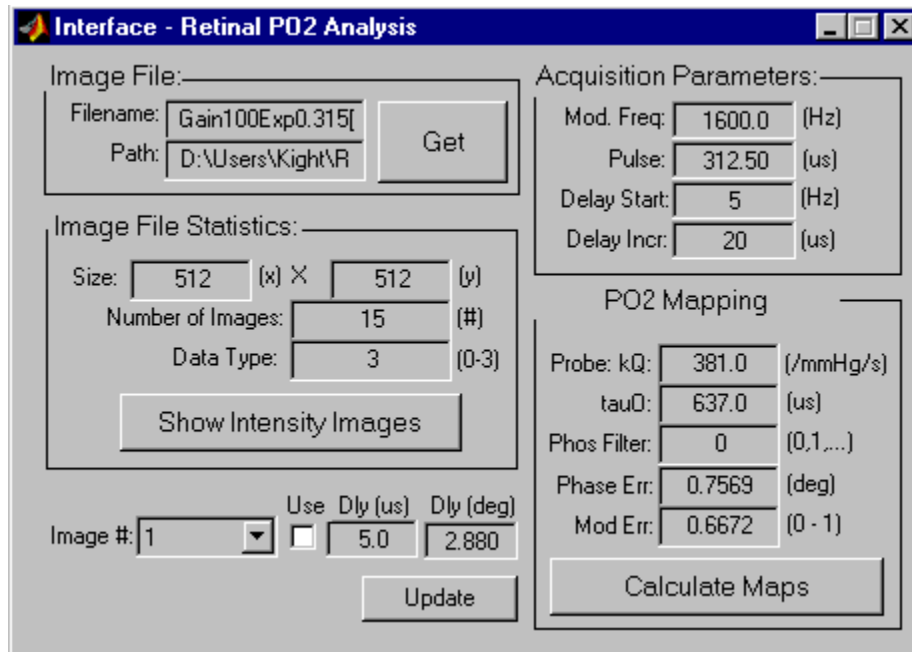 Interface - Retinal PO2 Analysis
Image File:
Filename: Gain100Exp0.315[
Path: D:\Users\Kight\R
Get
Image File Statistics:
Size: 512 (x) X 512 (y)
Number of Images: 15 (#)
Data Type: 3 (0-3)
Show Intensity Images
Use Dly (us) Dly (deg)
Image #: 1 5.0 2.880
Update
Acquisition Parameters:
Mod. Freq: 1600.0 (Hz)
Pulse: 312.50 (us)
Delay Start: 5 (Hz)
Delay Incr: 20 (us)
PO2 Mapping
Probe: kQ: 381.0 (/mmHg/s)
tau0: 637.0 (us)
Phos Filter: 0 (0,1,...)
Phase Err: 0.7569 (deg)
Mod Err: 0.6672 (0 - 1)
Calculate Maps